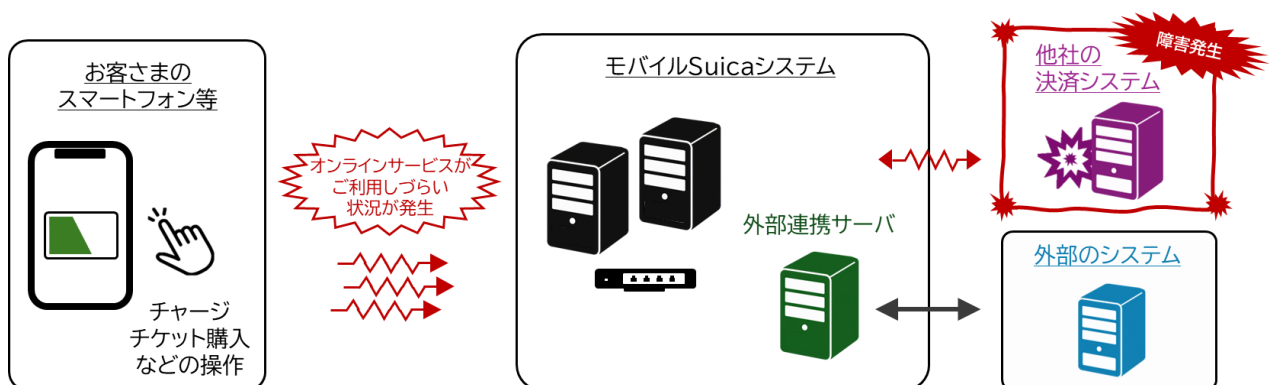 お客さまの
スマートフォン等
チャージ
チケット購入
などの操作
オンラインサービスが
ご利用しづらい
状況が発生
モバイルSuicaシステム
外部連携サーバ
他社の
決済システム
障害発生
外部のシステム